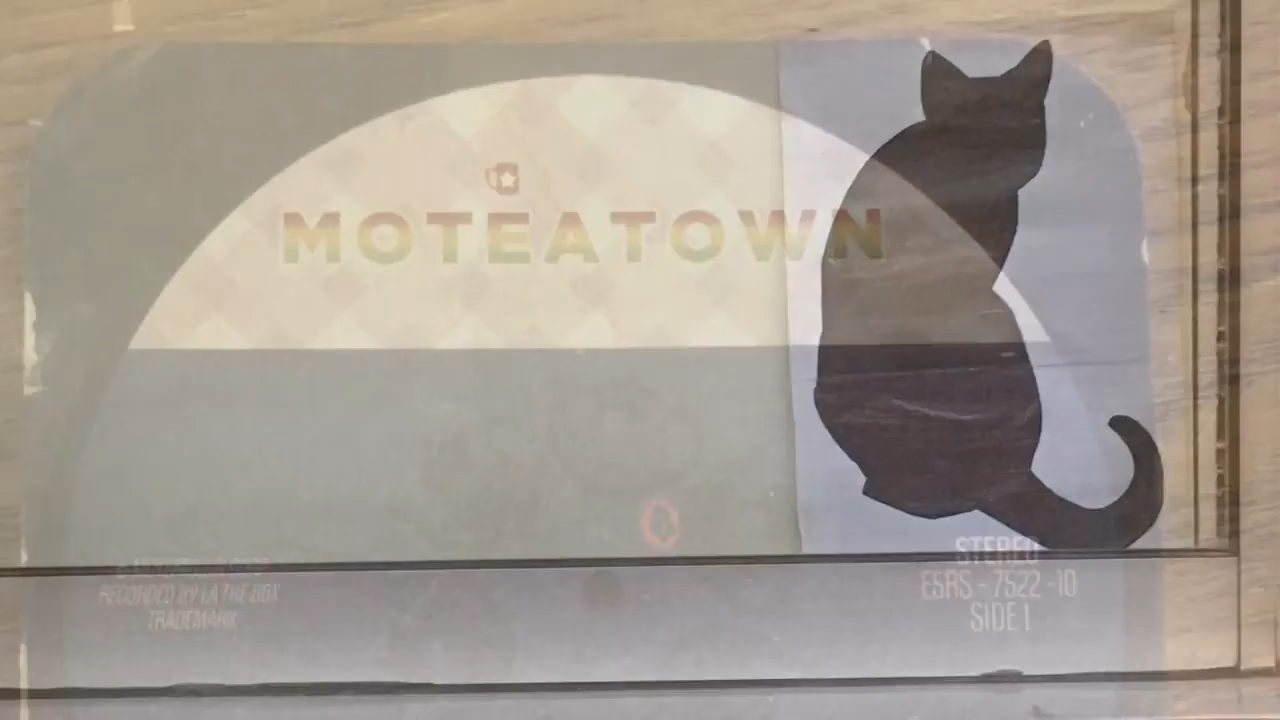 MOTEATOWN
RECORDED BY LA THE BOX
TRADEMARK
STEREO
ESRS - 7522 - 10
SIDE 1